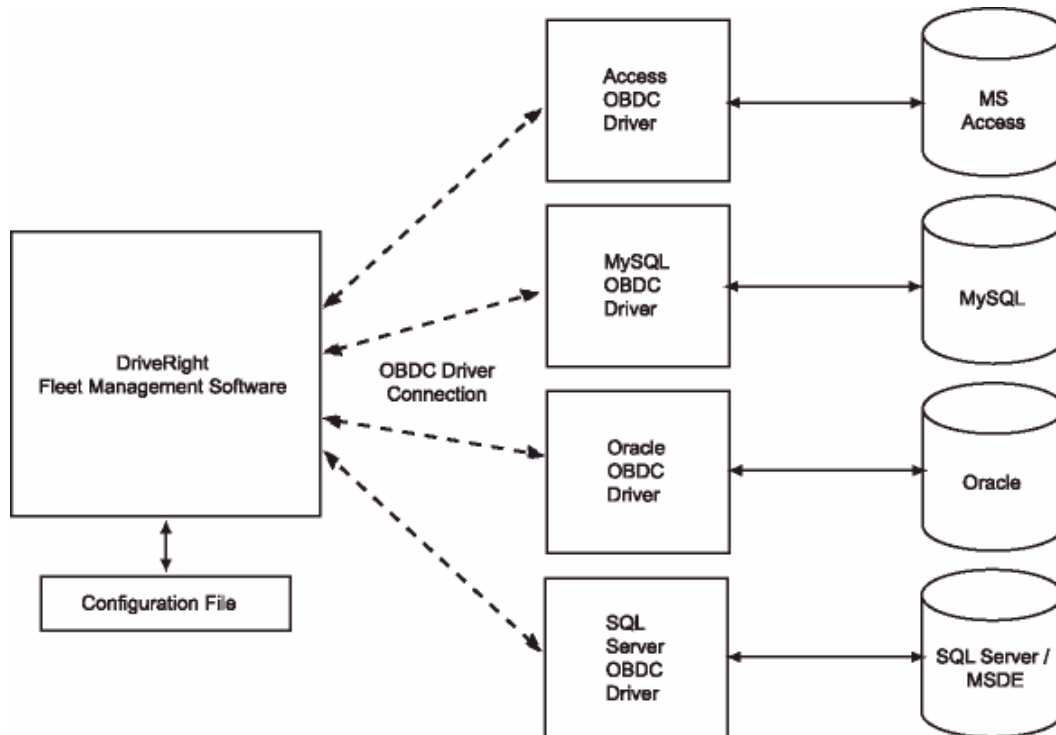 Access
OBDC
Driver
MS
Access
MySQL
OBDC
Driver
MySQL
DriveRight
Fleet Management Software
OBDC Driver
Connection
Oracle
OBDC
Driver
Oracle
Configuration File
SQL
Server
OBDC
Driver
SQL Server /
MSDE